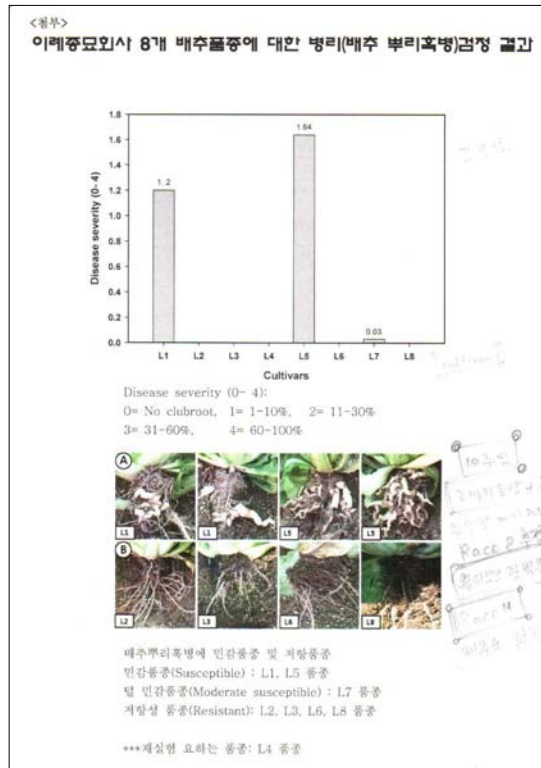 <첨부>
이레종묘회사 8개 배추품종에 대한 병리(배추 뿌리혹병)검정 결과
1.8
1.6
1.4
1.2
1.0
0.8
0.6
0.4
0.2
0.0
Disease severity (0- 4)
1.2
1.64
0.03
L1 L2 L3 L4 L5 L6 L7 L8
Cultivars
Disease severity (0- 4):
0= No clubroot, 1= 1-10%, 2= 11-30%
3= 31-60%, 4= 60-100%
A
L1 L1 L5 L5
B
L2 L3 L6 L8
배추뿌리혹병에 민감품종 및 저항품종
민감품종(Susceptible) : L1, L5 품종
덜 민감품종(Moderate susceptible) : L7 품종
저항성 품종(Resistant): L2, L3, L6, L8 품종
***재실험 요하는 품종: L4 품종
10주인
Race
Race